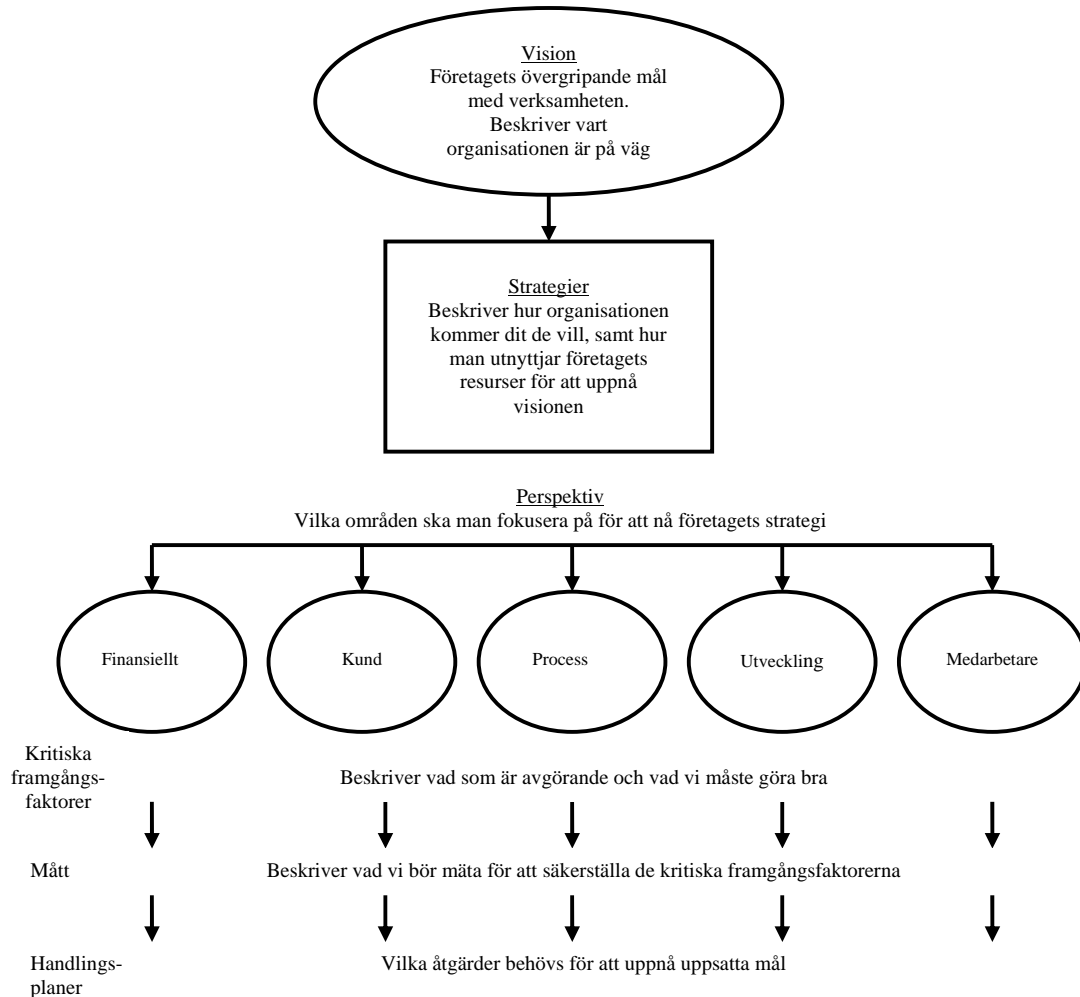 Vision
Företagets övergripande mål
med verksamheten.
Beskriver vart
organisationen är på väg
Strategier
Beskriver hur organisationen
kommer dit de vill, samt hur
man utnyttjar företagets
resurser för att uppnå
visionen
Perspektiv
Vilka områden ska man fokusera på för att nå företagets strategi
Finansiellt
Kund
Process
Utveckling
Medarbetare
Kritiska
framgångs-
faktorer
Beskriver vad som är avgörande och vad vi måste göra bra
Mått
Beskriver vad vi bör mäta för att säkerställa de kritiska framgångsfaktorerna
Handlings-
planer
Vilka åtgärder behövs för att uppnå uppsatta mål